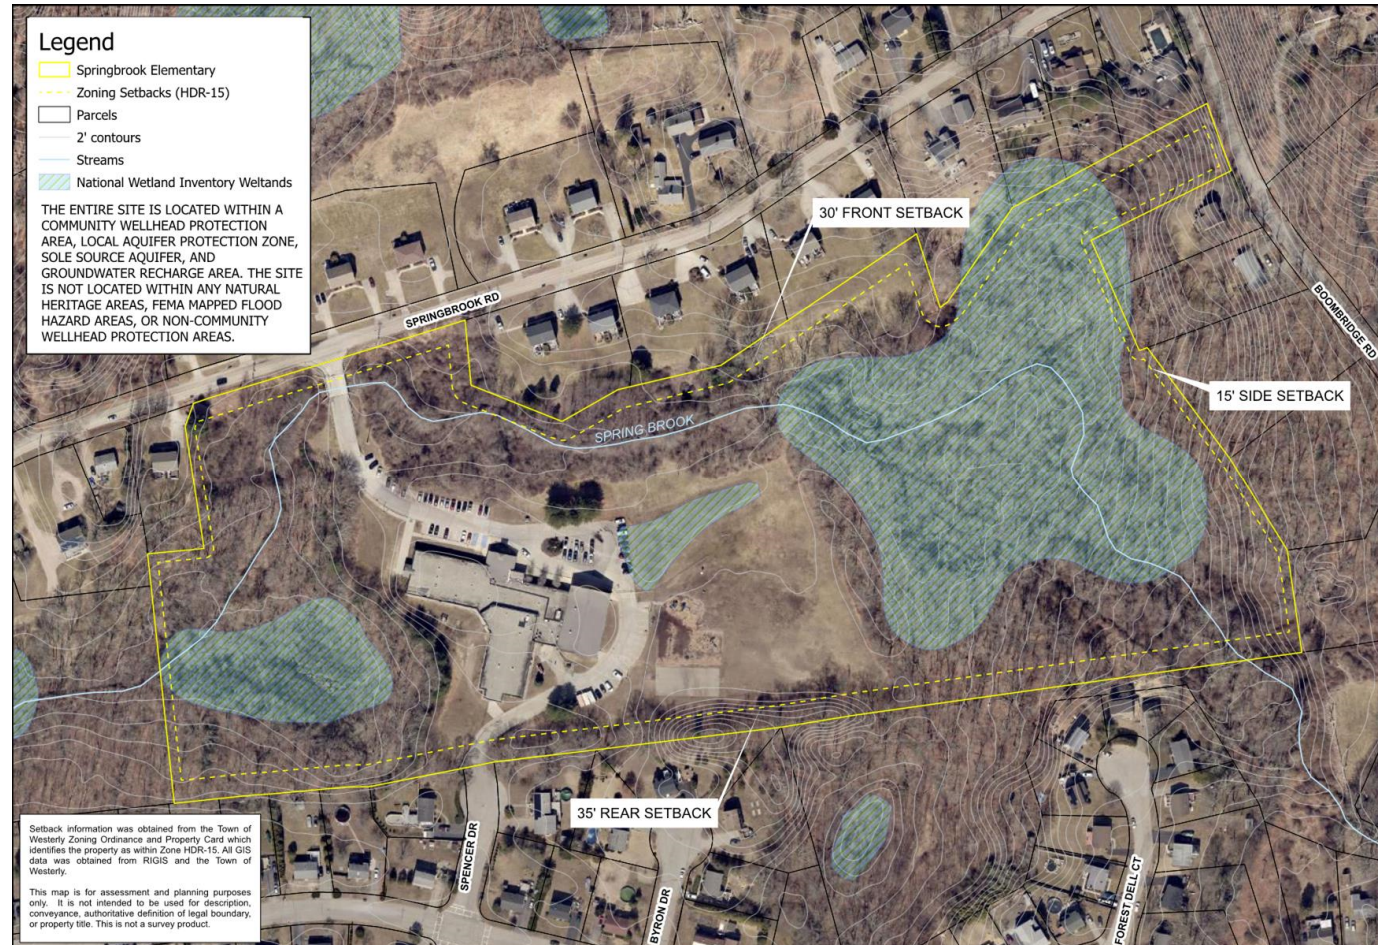 Legend
Springbrook Elementary
Zoning Setbacks (HDR-15)
Parcels
2' contours
Streams
National Wetland Inventory Weltands
THE ENTIRE SITE IS LOCATED WITHIN A
COMMUNITY WELLHEAD PROTECTION
AREA, LOCAL AQUIFER PROTECTION ZONE,
SOLE SOURCE AQUIFER, AND
GROUNDWATER RECHARGE AREA. THE SITE
IS NOT LOCATED WITHIN ANY NATURAL
HERITAGE AREAS, FEMA MAPPED FLOOD
HAZARD AREAS, OR NON-COMMUNITY
WELLHEAD PROTECTION AREAS.
30' FRONT SETBACK
SPRINGBROOK RD
BOOMBRIDGE RD
15' SIDE SETBACK
SPRING BROOK
35' REAR SETBACK
SPENCER DR
BYRON DR
FOREST DELL CT
Setback information was obtained from the Town of
Westerly Zoning Ordinance and Property Card which
identifies the property as within Zone HDR-15. All GIS
data was obtained from RIGIS and the Town of
Westerly.
This map is for assessment and planning purposes
only. It is not intended to be used for description,
conveyance, authoritative definition of legal boundary,
or property title. This is not a survey product.